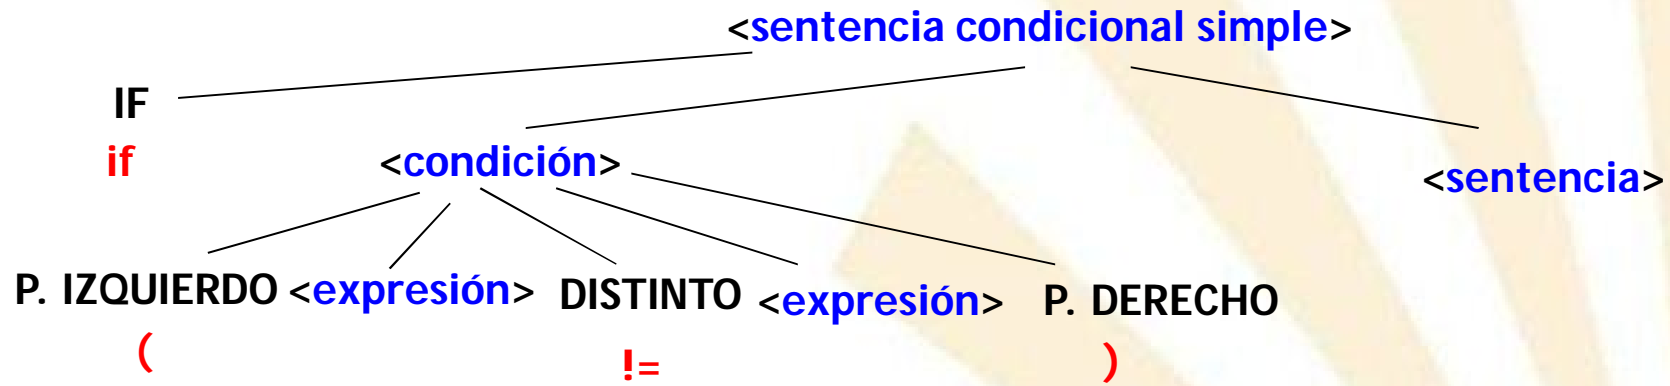 <sentencia condicional simple>
IF
if
<condición>
<sentencia>
P. IZQUIERDO <expresión> DISTINTO <expresión> P. DERECHO
( != )